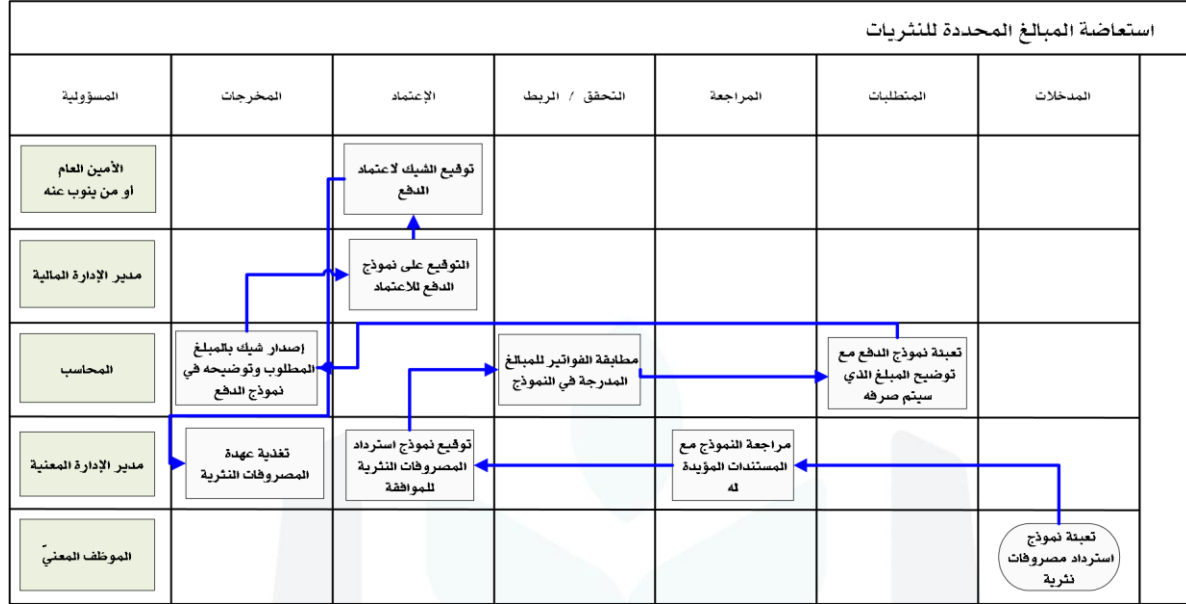 استعاضة المبالغ المحددة للنثريات
المدخلات
المتطلبات
المراجعة
التحقق / الربط
الإعتماد
المخرجات
المسؤولية
توقيع الشيك لاعتماد
الدفع
الأمين العام
أو من ينوب عنه
التوقيع على نموذج
الدفع للاعتماد
مدير الإدارة المالية
تعبئة نموذج الدفع مع
توضيح المبلغ الذي
سيتم صرفه
مطابقة الفواتير للمبالغ
المدرجة في النموذج
إصدار شيك بالمبلغ
المطلوب وتوضيحه في
نموذج الدفع
المحاسب
مراجعة النموذج مع
المستندات المؤيدة
له
توقيع نموذج استرداد
المصروفات النثرية
للموافقة
تغذية عهدة
المصروفات النثرية
مدير الإدارة المعنية
تعبئة نموذج
استرداد مصروفات
نثرية
الموظف المعنيّ